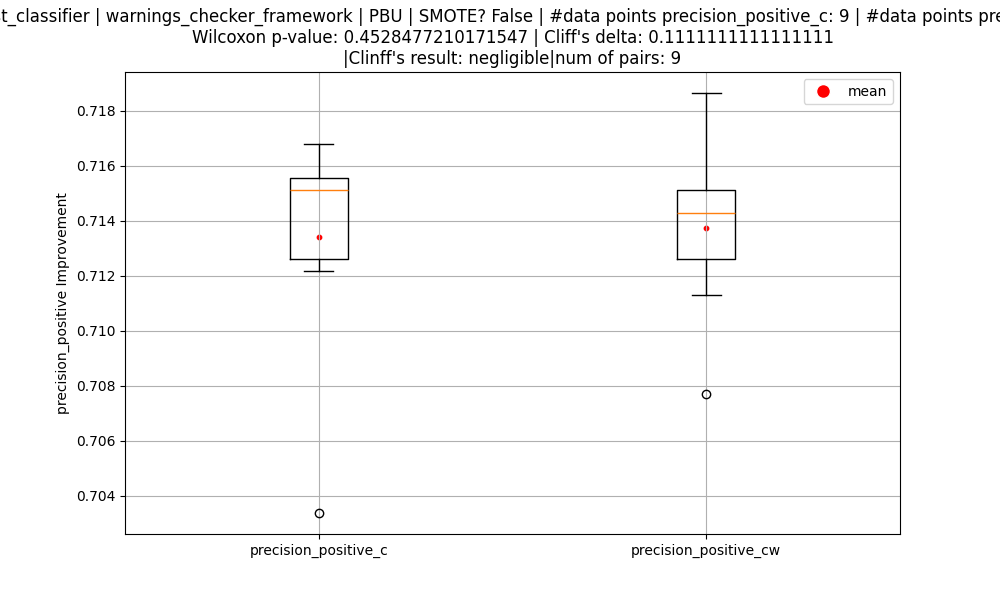 t_classifier | warnings_checker_framework | PBU | SMOTE? False | #data points precision_positive_c: 9 | #data points pre
Wilcoxon p-value: 0.4528477210171547 | Cliff's delta: 0.1111111111111111
|Clinff's result: negligible|num of pairs: 9
mean
0.718
0.716
0.714
0.712
0.710
0.708
0.706
0.704
precision_positive Improvement
precision_positive_c
precision_positive_cw